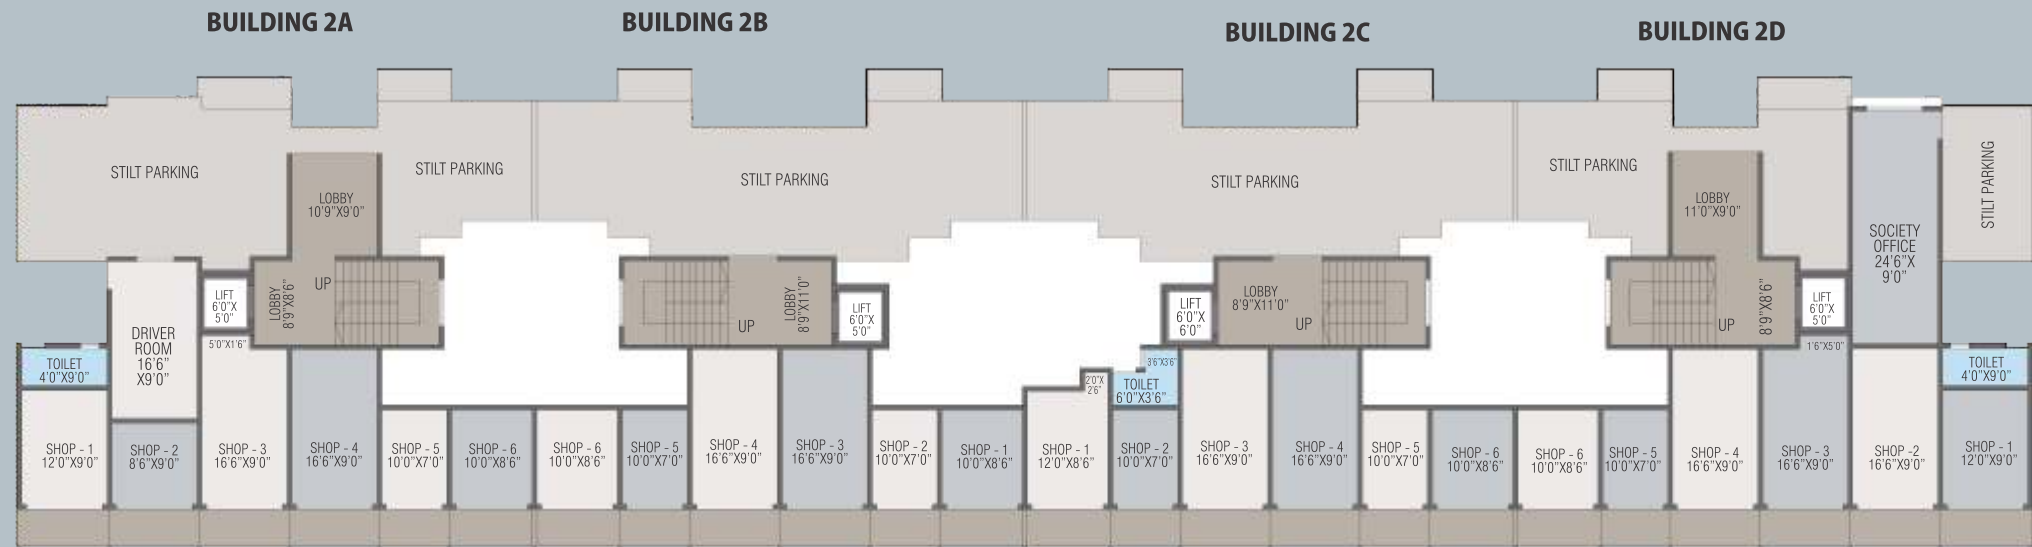 BUILDING 2A
BUILDING 2B
BUILDING 2C
BUILDING 2D
STILT PARKING
STILT PARKING
STILT PARKING
STILT PARKING
STILT PARKING
STILT PARKING
LOBBY
10'9"X9'0"
LOBBY
11'0"X9'0"
SOCIETY
OFFICE
24'6"X
9'0"
LIFT
6'0"X
5'0"
LOBBY
8'9"X8'6"
UP
UP
LOBBY
8'9"X11'0"
LIFT
6'0"X
5'0"
LIFT
6'0"X
6'0"
LOBBY
8'9"X11'0"
UP
UP
8'9"X8'6"
LIFT
6'0"X
5'0"
DRIVER
ROOM
16'6"
X9'0"
5'0"X1'6"
1'6"X5'0"
TOILET
4'0"X9'0"
2'0"X
2'6"
3'6"X3'6"
TOILET
6'0"X3'6"
TOILET
4'0"X9'0"
SHOP - 1
12'0"X9'0"
SHOP - 2
8'6"X9'0"
SHOP - 3
16'6"X9'0"
SHOP - 4
16'6"X9'0"
SHOP - 5
10'0"X7'0"
SHOP - 6
10'0"X8'6"
SHOP - 6
10'0"X8'6"
SHOP - 5
10'0"X7'0"
SHOP - 4
16'6"X9'0"
SHOP - 3
16'6"X9'0"
SHOP - 2
10'0"X7'0"
SHOP - 1
10'0"X8'6"
SHOP - 1
12'0"X8'6"
SHOP - 2
10'0"X7'0"
SHOP - 3
16'6"X9'0"
SHOP - 4
16'6"X9'0"
SHOP - 5
10'0"X7'0"
SHOP - 6
10'0"X8'6"
SHOP - 6
10'0"X8'6"
SHOP - 5
10'0"X7'0"
SHOP - 4
16'6"X9'0"
SHOP - 3
16'6"X9'0"
SHOP -2
16'6"X9'0"
SHOP - 1
12'0"X9'0"